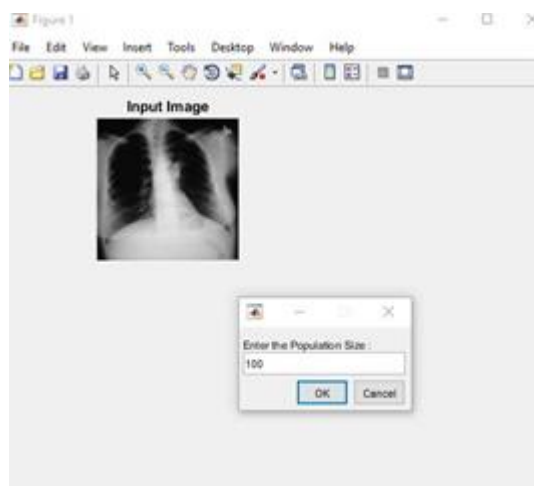 Figure 1
File Edit View Insert Tools Desktop Window Help
Input Image
Enter the Population Size :
100
OK Cancel